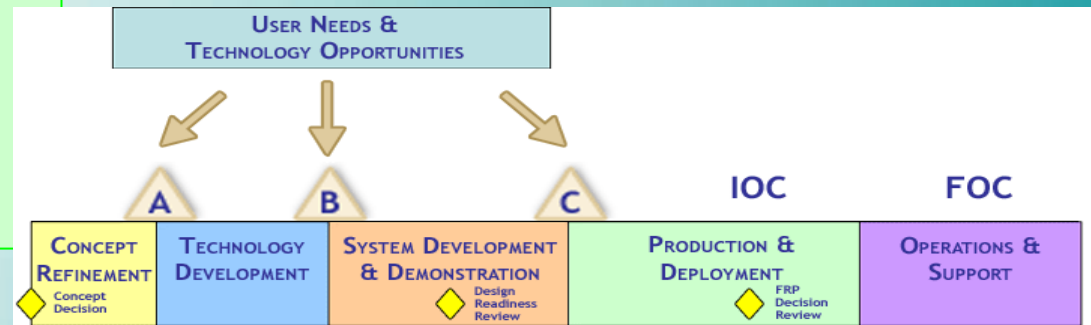 User Needs &
Technology Opportunities
A
B
C
IOC
FOC
Concept
Refinement
Concept
Decision
Technology
Development
System Development
& Demonstration
Design
Readiness
Review
Production &
Deployment
FRP
Decision
Review
Operations &
Support